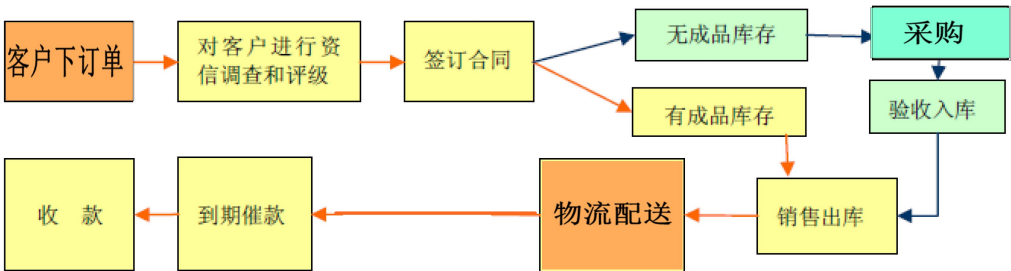 客户下订单
对客户进行资
信调查和评级
签订合同
无成品库存
采购
有成品库存
验收入库
收 款
到期催款
物流配送
销售出库